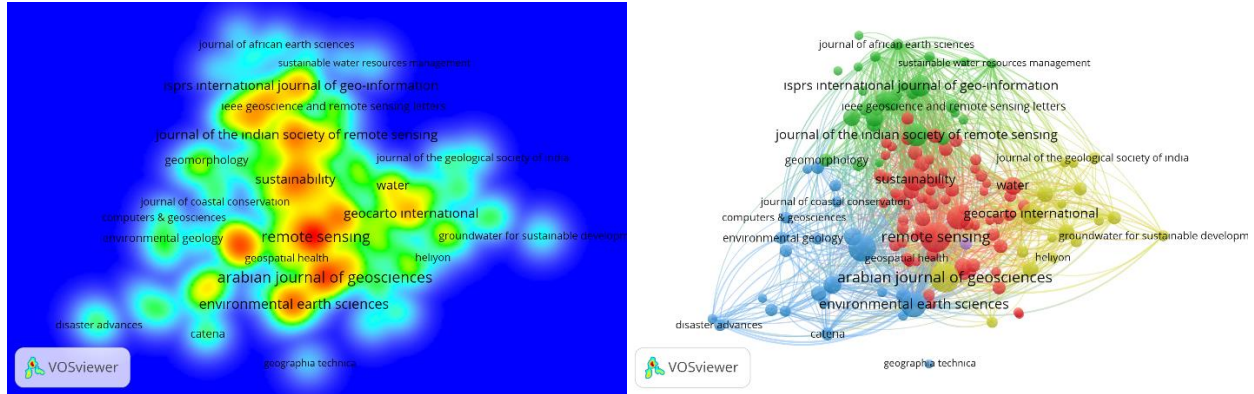 journal of african earth sciences
sustainable water resources management
isprs international journal of geo-information
ieee geoscience and remote sensing letters
journal of the indian society of remote sensing
geomorphology
journal of the geological society of india
sustainability
water
journal of coastal conservation
computers & geosciences
geocarto international
environmental geology
remote sensing
groundwater for sustainable developm
geospatial health
heliyon
arabian journal of geosciences
environmental earth sciences
disaster advances
catena
geographia technica
VOSviewer
journal of african earth sciences
sustainable water resources management
isprs international journal of geo-information
ieee geoscience and remote sensing letters
journal of the indian society of remote sensing
geomorphology
journal of the geological society of india
sustainability
water
journal of coastal conservation
computers & geosciences
geocarto international
environmental geology
remote sensing
groundwater for sustainable developm
geospatial health
heliyon
arabian journal of geosciences
environmental earth sciences
disaster advances
catena
geographia technica
VOSviewer